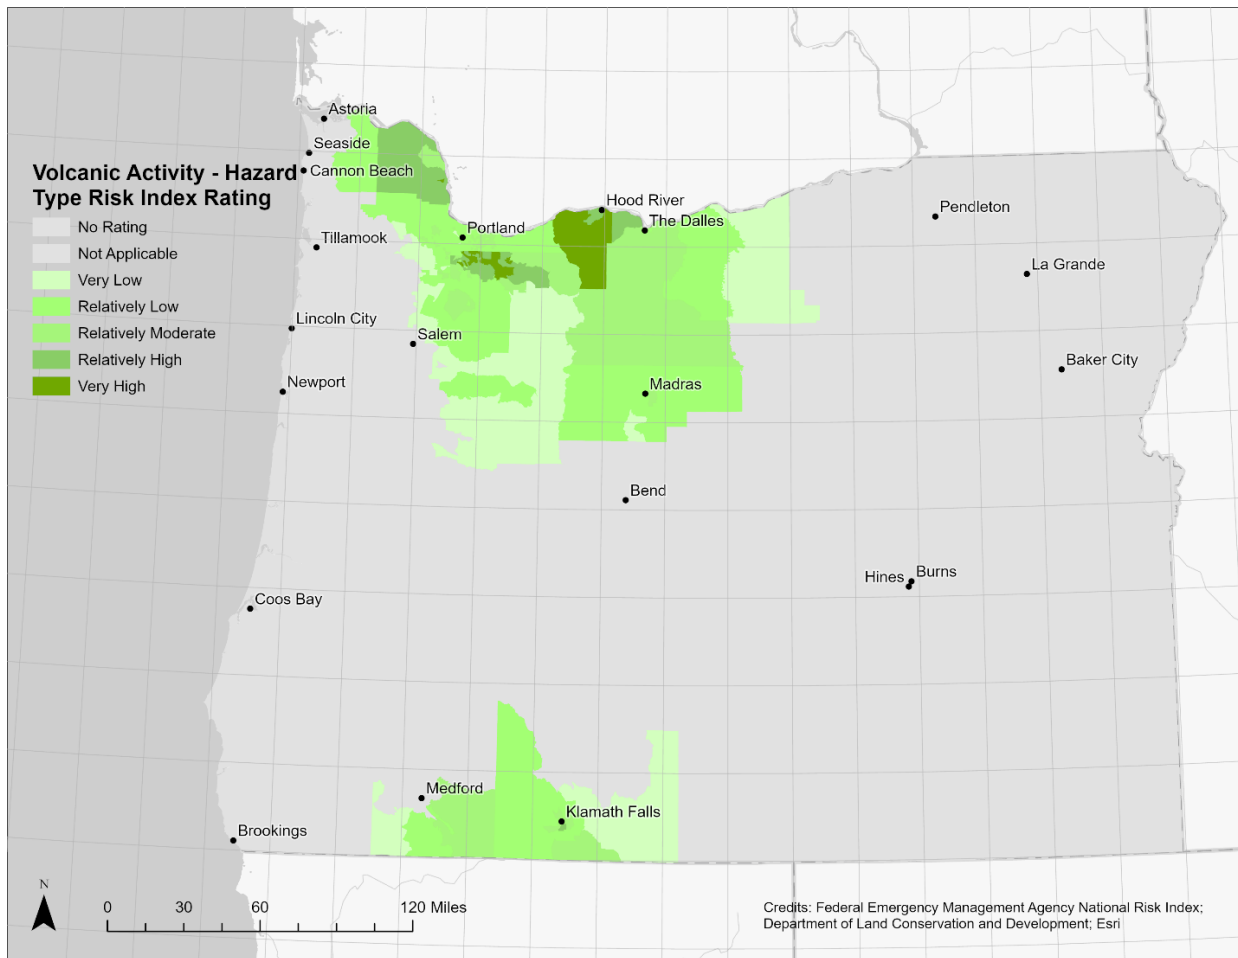 Astoria
Seaside
Volcanic Activity - Hazard
Type Risk Index Rating
Cannon Beach
No Rating
Not Applicable
Very Low
Relatively Low
Relatively Moderate
Relatively High
Very High
Hood River
The Dalles
Portland
Pendleton
Tillamook
La Grande
Lincoln City
Salem
Baker City
Newport
Madras
Bend
Hines
Burns
Coos Bay
Medford
Klamath Falls
Brookings
N
0 30 60 120 Miles
Credits: Federal Emergency Management Agency National Risk Index;
Department of Land Conservation and Development; Esri